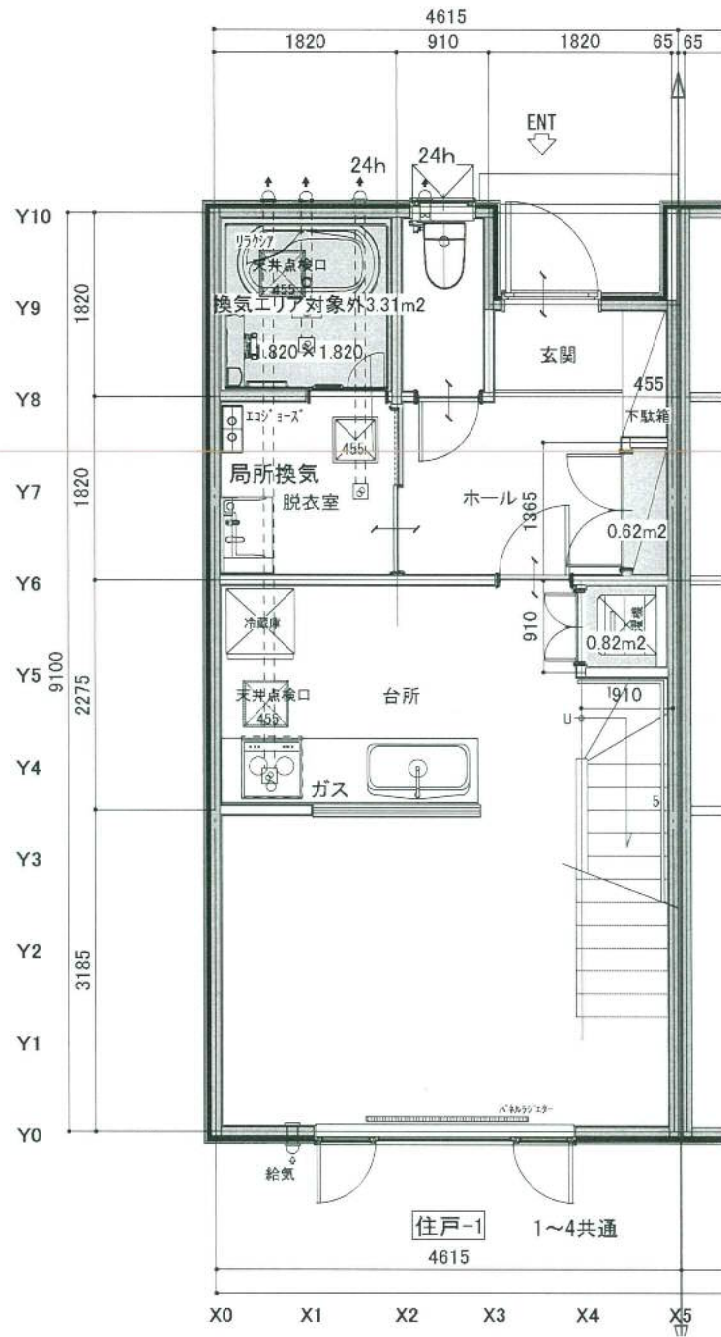 4615
1820 910 1820 65 65
ENT
24h 24h
Y10
リラクシア
天井点検口
455
1820
Y9
換気エリア対象外3.31m2
1.820×1.820
玄関
455
Y8
下駄箱
エコジョーズ
455
局所換気
脱衣室
ホール
1820
Y7
1365
0.62m2
Y6
冷蔵庫
910
0.82m2
9100
2275
Y5
天井点検口
455
台所
910
U
Y4
ガス
5
Y3
3185
Y2
Y1
パネルラジエター
Y0
給気
住戸-1 1～4共通
4615
X0 X1 X2 X3 X4 X5